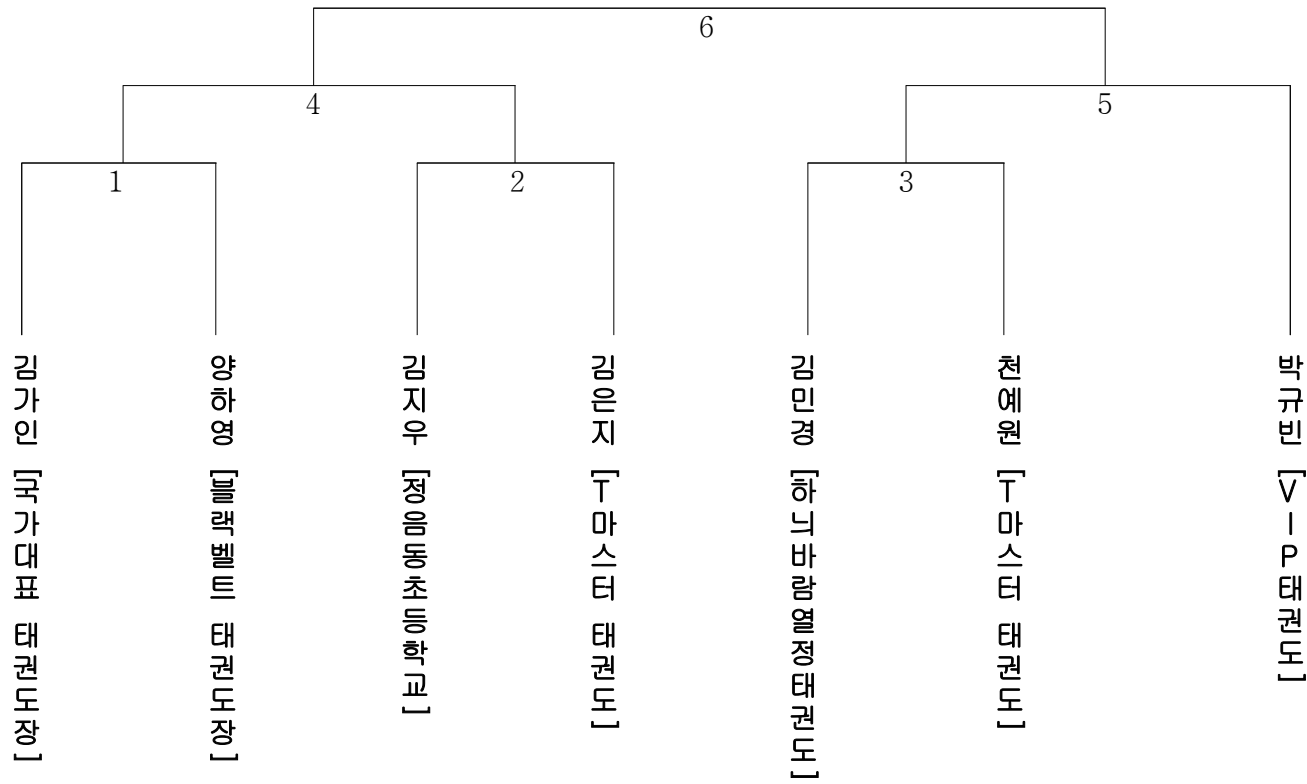 6
4
5
1
2
3
김가인 [국가대표 태권도장]
양하영 [블랙벨트 태권도장]
김지우 [정음동초등학교]
김은지 [T마스터 태권도]
김민경 [하늬바람열정태권도]
천예원 [T마스터 태권도]
박규빈 [VIP태권도]